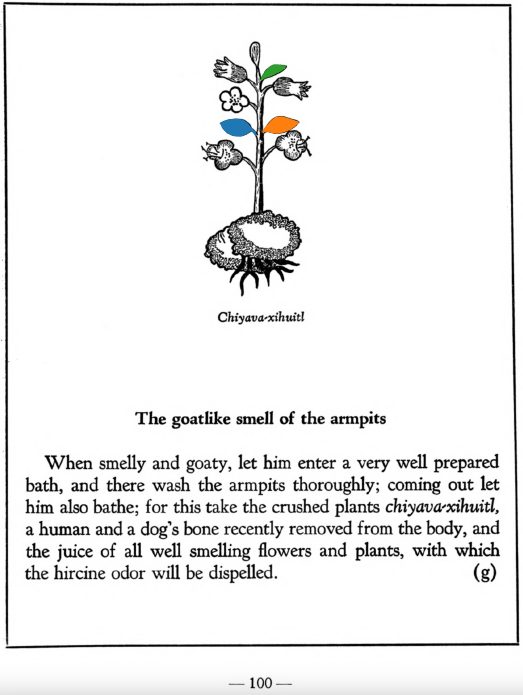 Chiyava-xihuitl
The goatlike smell of the armpits
When smelly and goaty, let him enter a very well prepared
bath, and there wash the armpits thoroughly; coming out let
him also bathe; for this take the crushed plants chiyava-xihuitl,
a human and a dog's bone recently removed from the body, and
the juice of all well smelling flowers and plants, with which
the hircine odor will be dispelled. (g)
— 100 —